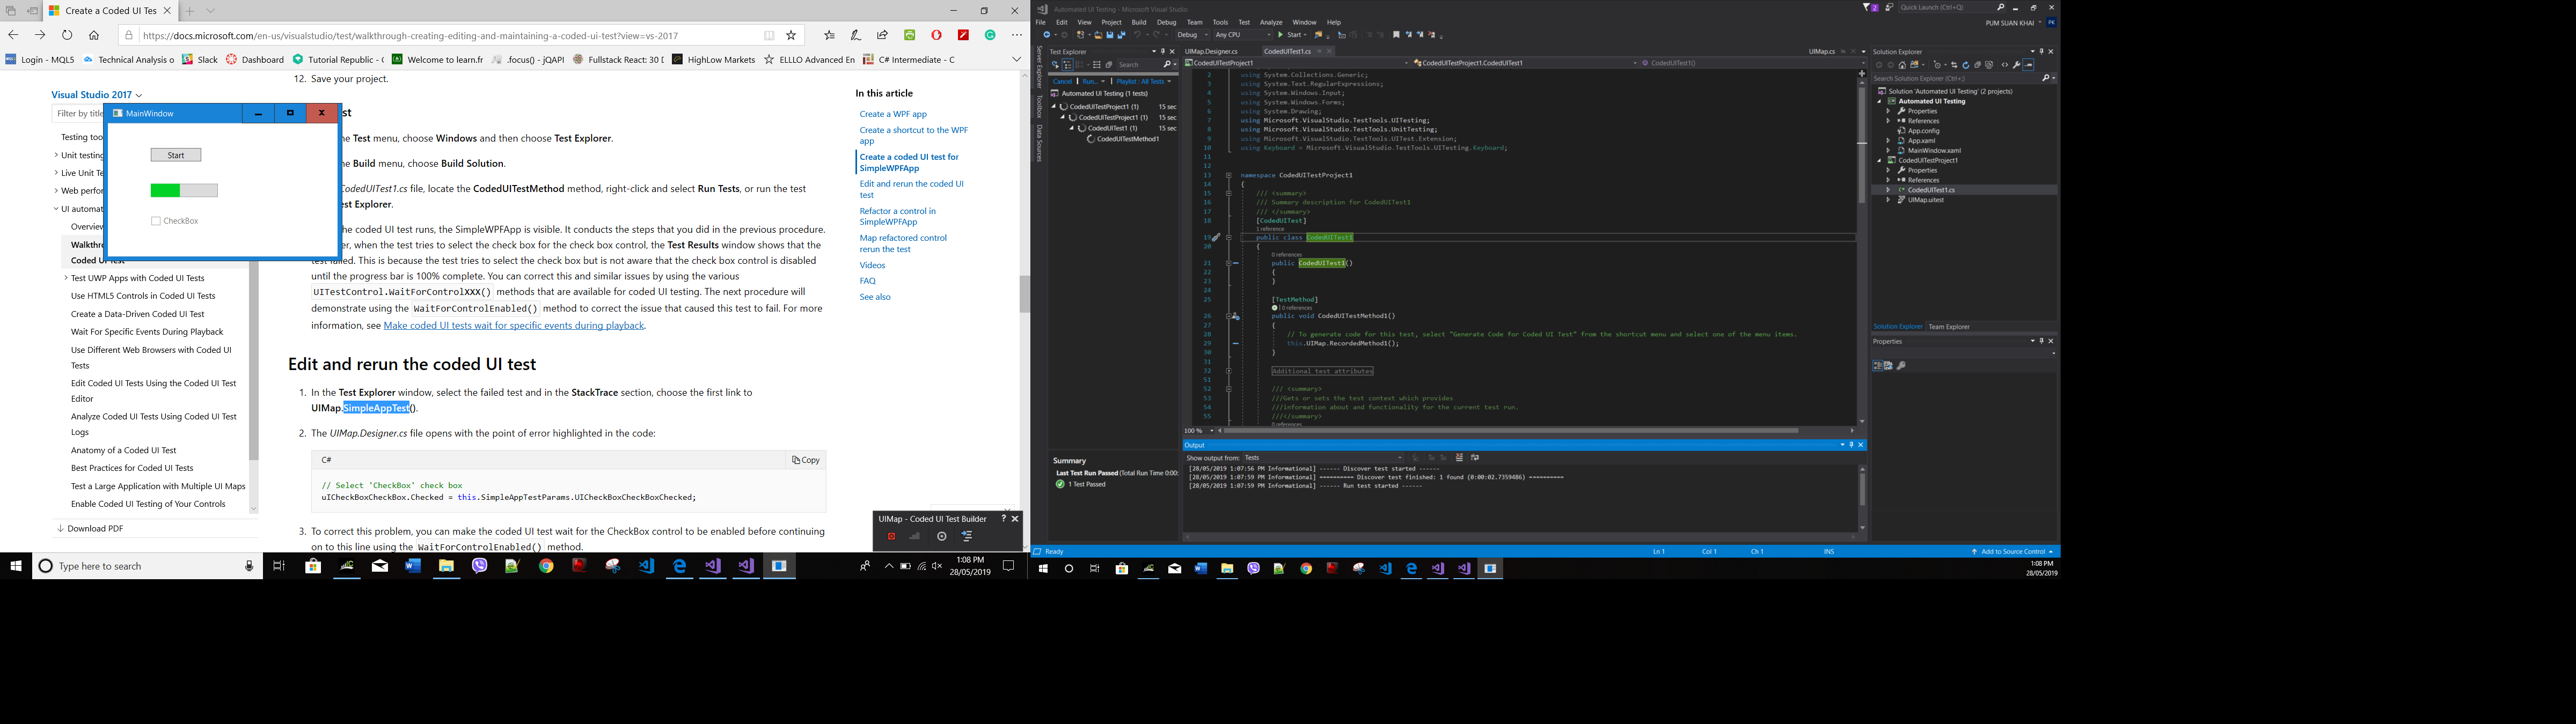 Create a Coded UI Tes
https://docs.microsoft.com/en-us/visualstudio/test/walkthrough-creating-editing-and-maintaining-a-coded-ui-test?view=vs-2017
Login - MQL5
Technical Analysis o
Slack
Dashboard
Tutorial Republic - (
Welcome to learn.fr
.focus() - jQAPI
Fullstack React: 30 [
HighLow Markets
ELLLO Advanced En
C# Intermediate - C
Visual Studio 2017
Filter by title
Testing too
Unit testing
Live Unit Te
Web perfor
UI automat
Overview
Walkthr
Coded UI Test
Test UWP Apps with Coded UI Tests
Use HTML5 Controls in Coded UI Tests
Create a Data-Driven Coded UI Test
Wait For Specific Events During Playback
Use Different Web Browsers with Coded UI
Tests
Edit Coded UI Tests Using the Coded UI Test
Editor
Analyze Coded UI Tests Using Coded UI Test
Logs
Anatomy of a Coded UI Test
Best Practices for Coded UI Tests
Test a Large Application with Multiple UI Maps
Enable Coded UI Testing of Your Controls
Download PDF
MainWindow
Start
CheckBox
12. Save your project.
st
ne Test menu, choose Windows and then choose Test Explorer.
ne Build menu, choose Build Solution.
CodedUITest1.cs file, locate the CodedUITestMethod method, right-click and select Run Tests, or run the test
est Explorer.
the coded UI test runs, the SimpleWPFApp is visible. It conducts the steps that you did in the previous procedure.
er, when the test tries to select the check box for the check box control, the Test Results window shows that the
test failed. This is because the test tries to select the check box but is not aware that the check box control is disabled
until the progress bar is 100% complete. You can correct this and similar issues by using the various
UITestControl.WaitForControlXXX() methods that are available for coded UI testing. The next procedure will
demonstrate using the WaitForControlEnabled() method to correct the issue that caused this test to fail. For more
information, see Make coded UI tests wait for specific events during playback.
Edit and rerun the coded UI test
1. In the Test Explorer window, select the failed test and in the StackTrace section, choose the first link to
UIMap.SimpleAppTest().
2. The UIMap.Designer.cs file opens with the point of error highlighted in the code:
C#
Copy
// Select 'CheckBox' check box
uICheckBoxCheckBox.Checked = this.SimpleAppTestParams.UICheckBoxCheckBoxChecked;
3. To correct this problem, you can make the coded UI test wait for the CheckBox control to be enabled before continuing
on to this line using the WaitForControlEnabled() method.
In this article
Create a WPF app
Create a shortcut to the WPF
app
Create a coded UI test for
SimpleWPFApp
Edit and rerun the coded UI
test
Refactor a control in
SimpleWPFApp
Map refactored control
rerun the test
Videos
FAQ
See also
UIMap - Coded UI Test Builder
Type here to search
1:08 PM
28/05/2019
Automated UI Testing - Microsoft Visual Studio
Quick Launch (Ctrl+Q)
File Edit View Project Build Debug Team Tools Test Analyze Window Help
PUM SUAN KHAI
PK
Debug
Any CPU
Start
Server Explorer
Toolbox
Data Sources
Test Explorer
Search
Cancel | Run... | Playlist : All Tests
Automated UI Testing (1 tests)
CodedUITestProject1 (1) 15 sec
CodedUITestProject1 (1) 15 sec
CodedUITest1 (1) 15 sec
CodedUITestMethod1
Summary
Last Test Run Passed (Total Run Time 0:00:
1 Test Passed
UIMap.Designer.cs
CodedUITest1.cs
UIMap.cs
CodedUITestProject1
CodedUITestProject1.CodedUITest1
CodedUITest1()
2 using System.Collections.Generic;
3 using System.Text.RegularExpressions;
4 using System.Windows.Input;
5 using System.Windows.Forms;
6 using System.Drawing;
7 using Microsoft.VisualStudio.TestTools.UITesting;
8 using Microsoft.VisualStudio.TestTools.UnitTesting;
9 using Microsoft.VisualStudio.TestTools.UITest.Extension;
10 using Keyboard = Microsoft.VisualStudio.TestTools.UITesting.Keyboard;
11
12
13 namespace CodedUITestProject1
14 {
15 /// <summary>
16 /// Summary description for CodedUITest1
17 /// </summary>
18 [CodedUITest]
1 reference
19 public class CodedUITest1
20 {
0 references
21 public CodedUITest1()
22 {
23 }
24
25 [TestMethod]
| 0 references
26 public void CodedUITestMethod1()
27 {
28 // To generate code for this test, select "Generate Code for Coded UI Test" from the shortcut menu and select one of the menu items.
29 this.UIMap.RecordedMethod1();
30 }
31
32 Additional test attributes
51
52 /// <summary>
53 ///Gets or sets the test context which provides
54 ///information about and functionality for the current test run.
55 ///</summary>
0 references
100 %
Output
Show output from: Tests
[28/05/2019 1:07:56 PM Informational] ------ Discover test started ------
[28/05/2019 1:07:59 PM Informational] ========== Discover test finished: 1 found (0:00:02.7359486) ==========
[28/05/2019 1:07:59 PM Informational] ------ Run test started ------
Solution Explorer
Search Solution Explorer (Ctrl+;)
Solution 'Automated UI Testing' (2 projects)
Automated UI Testing
Properties
References
App.config
App.xaml
MainWindow.xaml
CodedUITestProject1
Properties
References
CodedUITest1.cs
UIMap.uitest
Solution Explorer Team Explorer
Properties
Ready
Ln 1
Col 1
Ch 1
INS
Add to Source Control
1:08 PM
28/05/2019